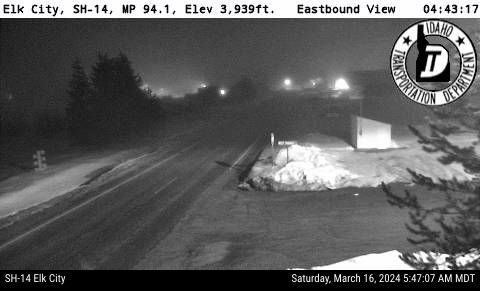 Elk City, SH-14, MP 94.1, Elev 3,939ft. Eastbound View 04:43:17
IDAHO
TRANSPORTATION DEPARTMENT
SH-14 Elk City Saturday, March 16, 2024 5:47:07 AM MDT